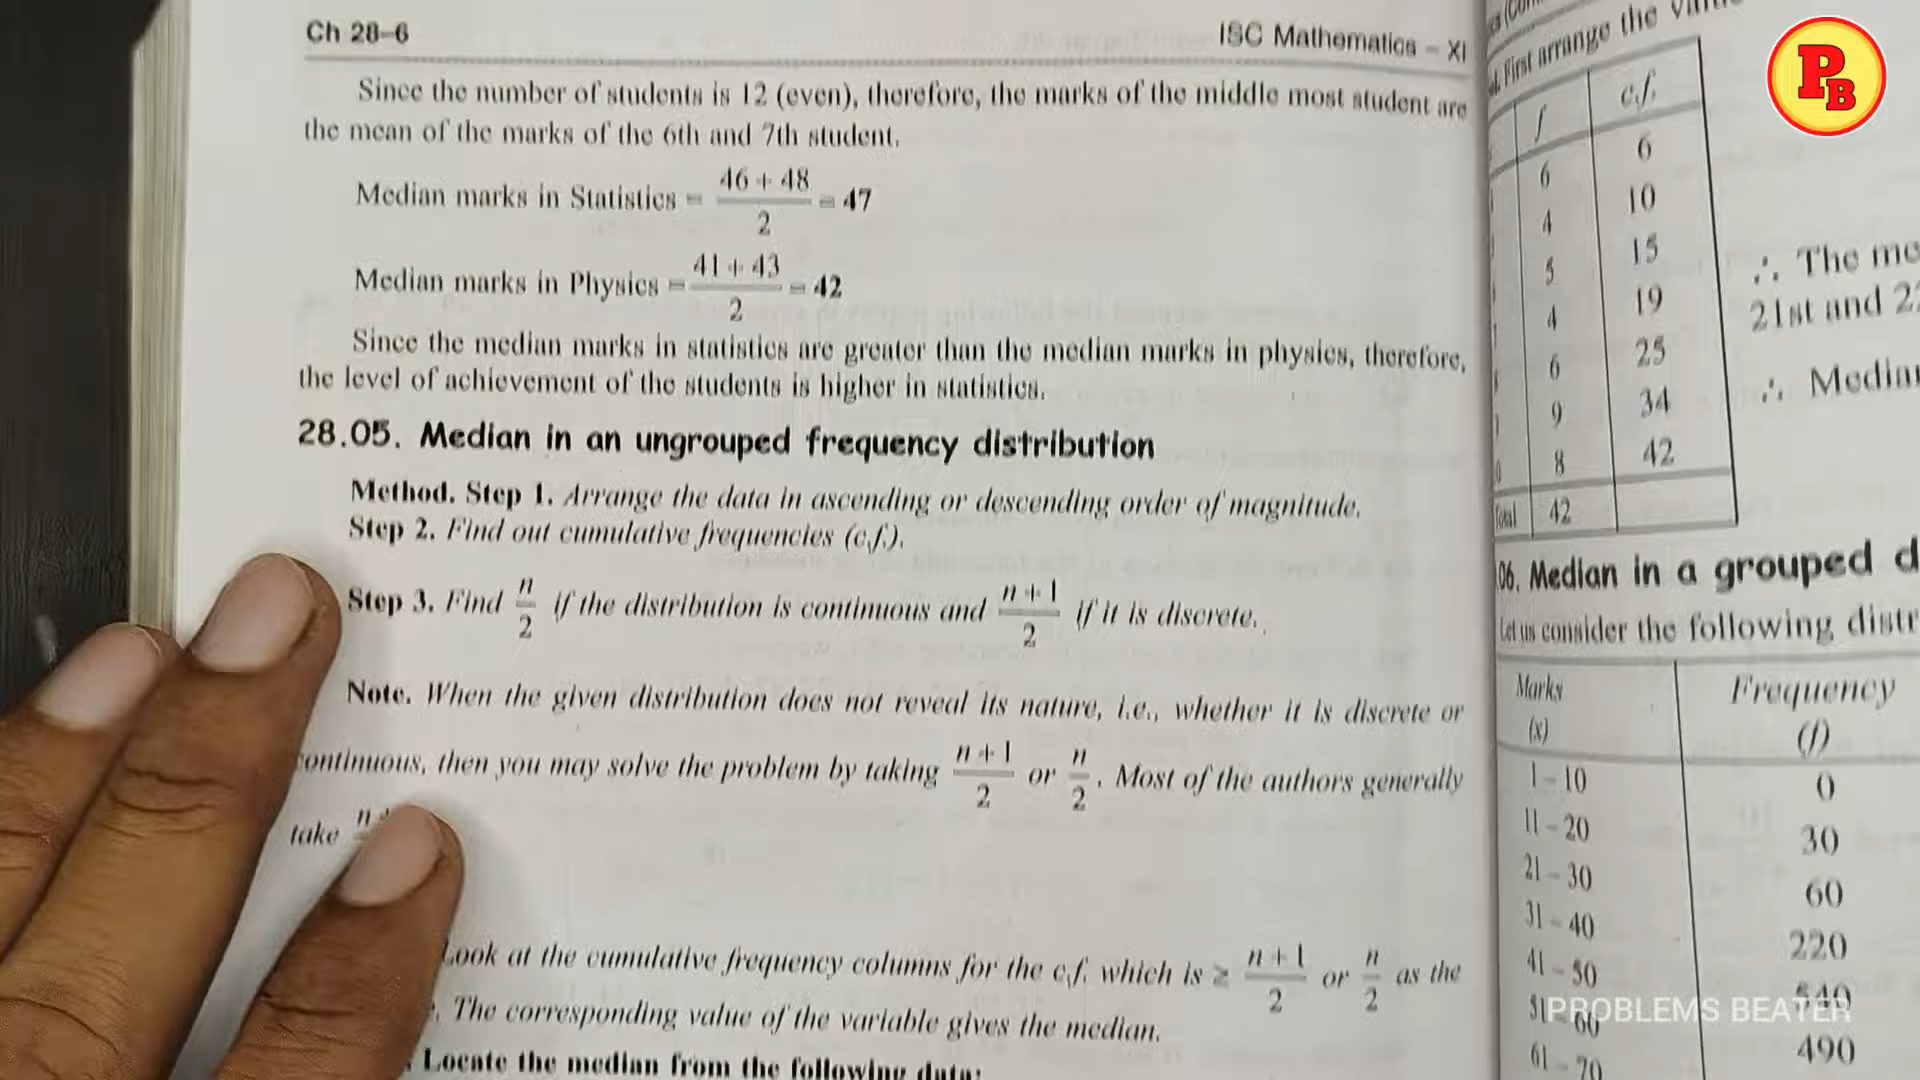 Ch 28-6
ISC Mathematics – XI
Since the number of students is 12 (even), therefore, the marks of the middle most student are
the mean of the marks of the 6th and 7th student.
Median marks in Statistics = (46 + 48)/2 = 47
Median marks in Physics = (41 + 43)/2 = 42
Since the median marks in statistics are greater than the median marks in physics, therefore,
the level of achievement of the students is higher in statistics.
28.05. Median in an ungrouped frequency distribution
Method. Step 1. Arrange the data in ascending or descending order of magnitude.
Step 2. Find out cumulative frequencies (c.f.).
Step 3. Find n/2 if the distribution is continuous and (n + 1)/2 if it is discrete.
Note. When the given distribution does not reveal its nature, i.e., whether it is discrete or
continuous, then you may solve the problem by taking (n + 1)/2 or n/2. Most of the authors generally
take
Look at the cumulative frequency columns for the c.f. which is ≥ (n + 1)/2 or n/2 as the
The corresponding value of the variable gives the median.
Locate the median from the following data:
First arrange the
f c.f.
6 6
4 10
5 15
4 19
6 25
9 34
8 42
Total 42
∴ The
21st and
∴ Median
06. Median in a grouped
Let us consider the following
Marks (x) Frequency (f)
1 – 10 0
11 – 20 30
21 – 30 60
31 – 40 220
41 – 50 540
51 – 60 490
61 – 70
PB
PROBLEMS BEATER